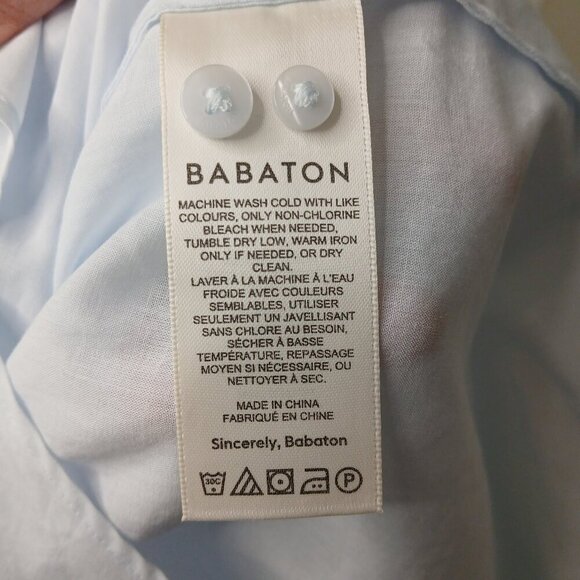 BABATON
MACHINE WASH COLD WITH LIKE
COLOURS, ONLY NON-CHLORINE
BLEACH WHEN NEEDED,
TUMBLE DRY LOW, WARM IRON
ONLY IF NEEDED, OR DRY
CLEAN.
LAVER À LA MACHINE À L'EAU
FROIDE AVEC COULEURS
SEMBLABLES, UTILISER
SEULEMENT UN JAVELLISANT
SANS CHLORE AU BESOIN,
SÉCHER À BASSE
TEMPÉRATURE, REPASSAGE
MOYEN SI NÉCESSAIRE, OU
NETTOYER À SEC.
MADE IN CHINA
FABRIQUÉ EN CHINE
Sincerely, Babaton
30C P